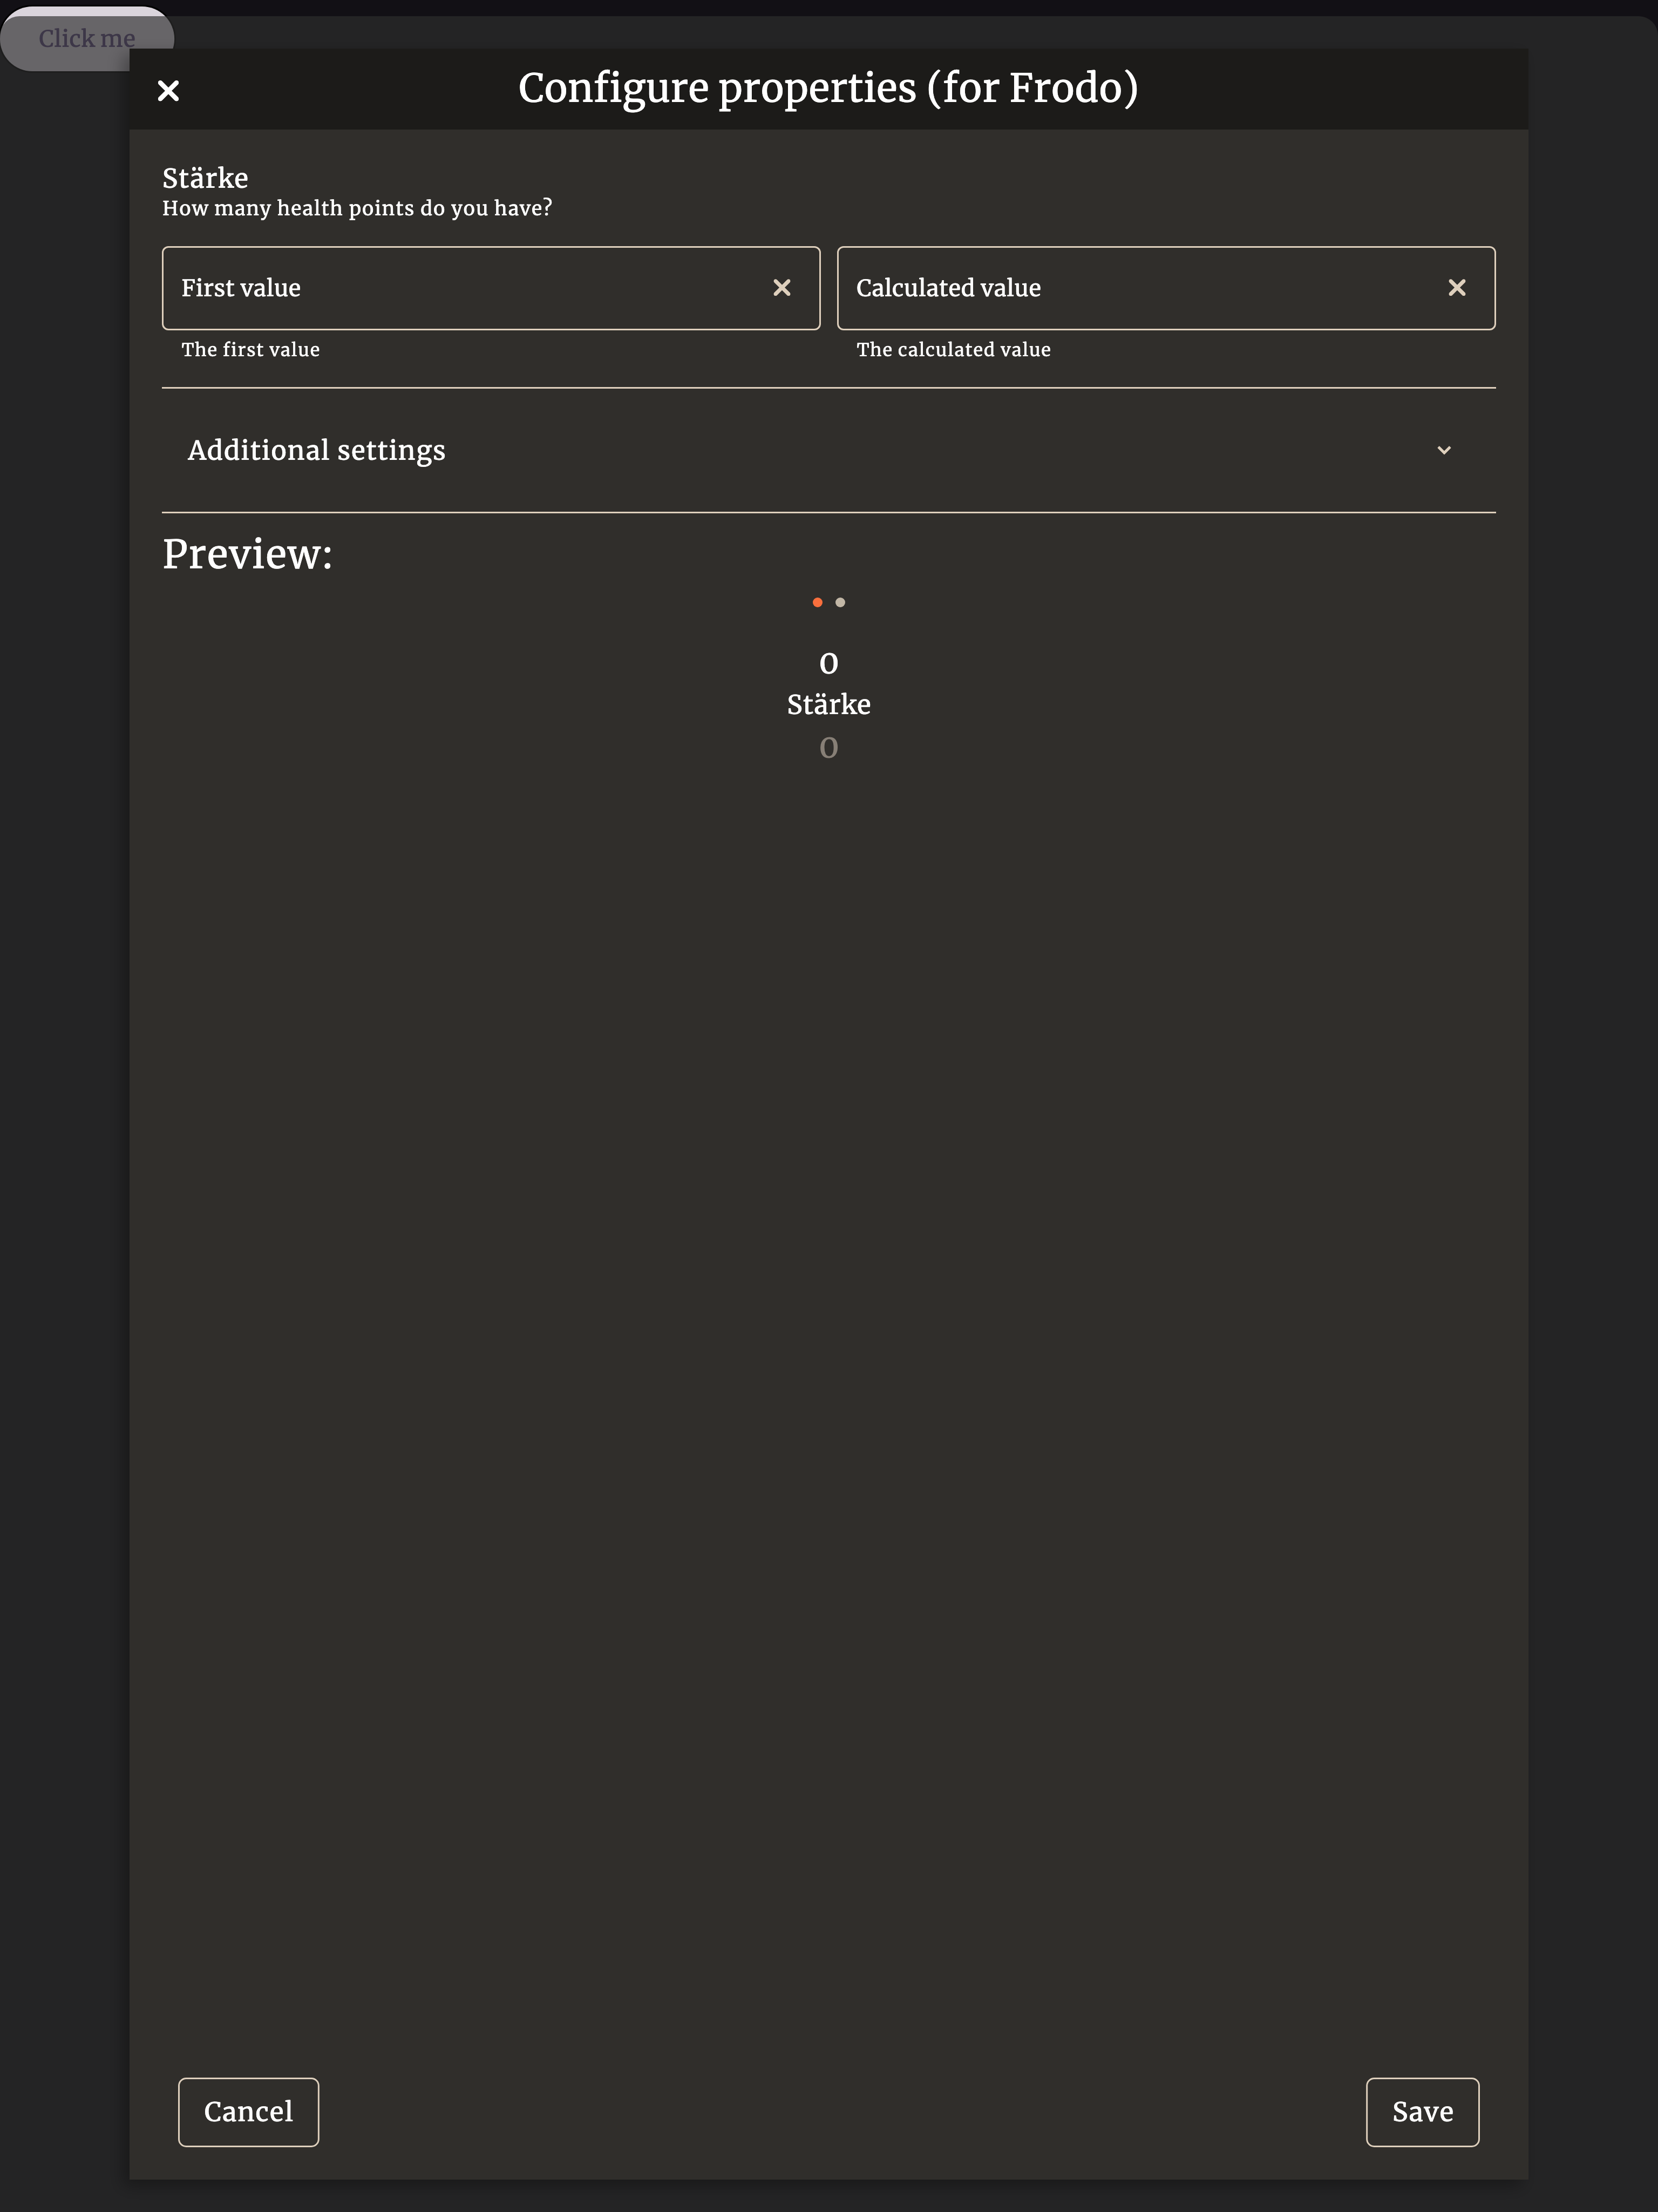 Click me
Configure properties (for Frodo)
Stärke
How many health points do you have?
First value
Calculated value
The first value
The calculated value
Additional settings
Preview:
0
Stärke
0
Cancel
Save